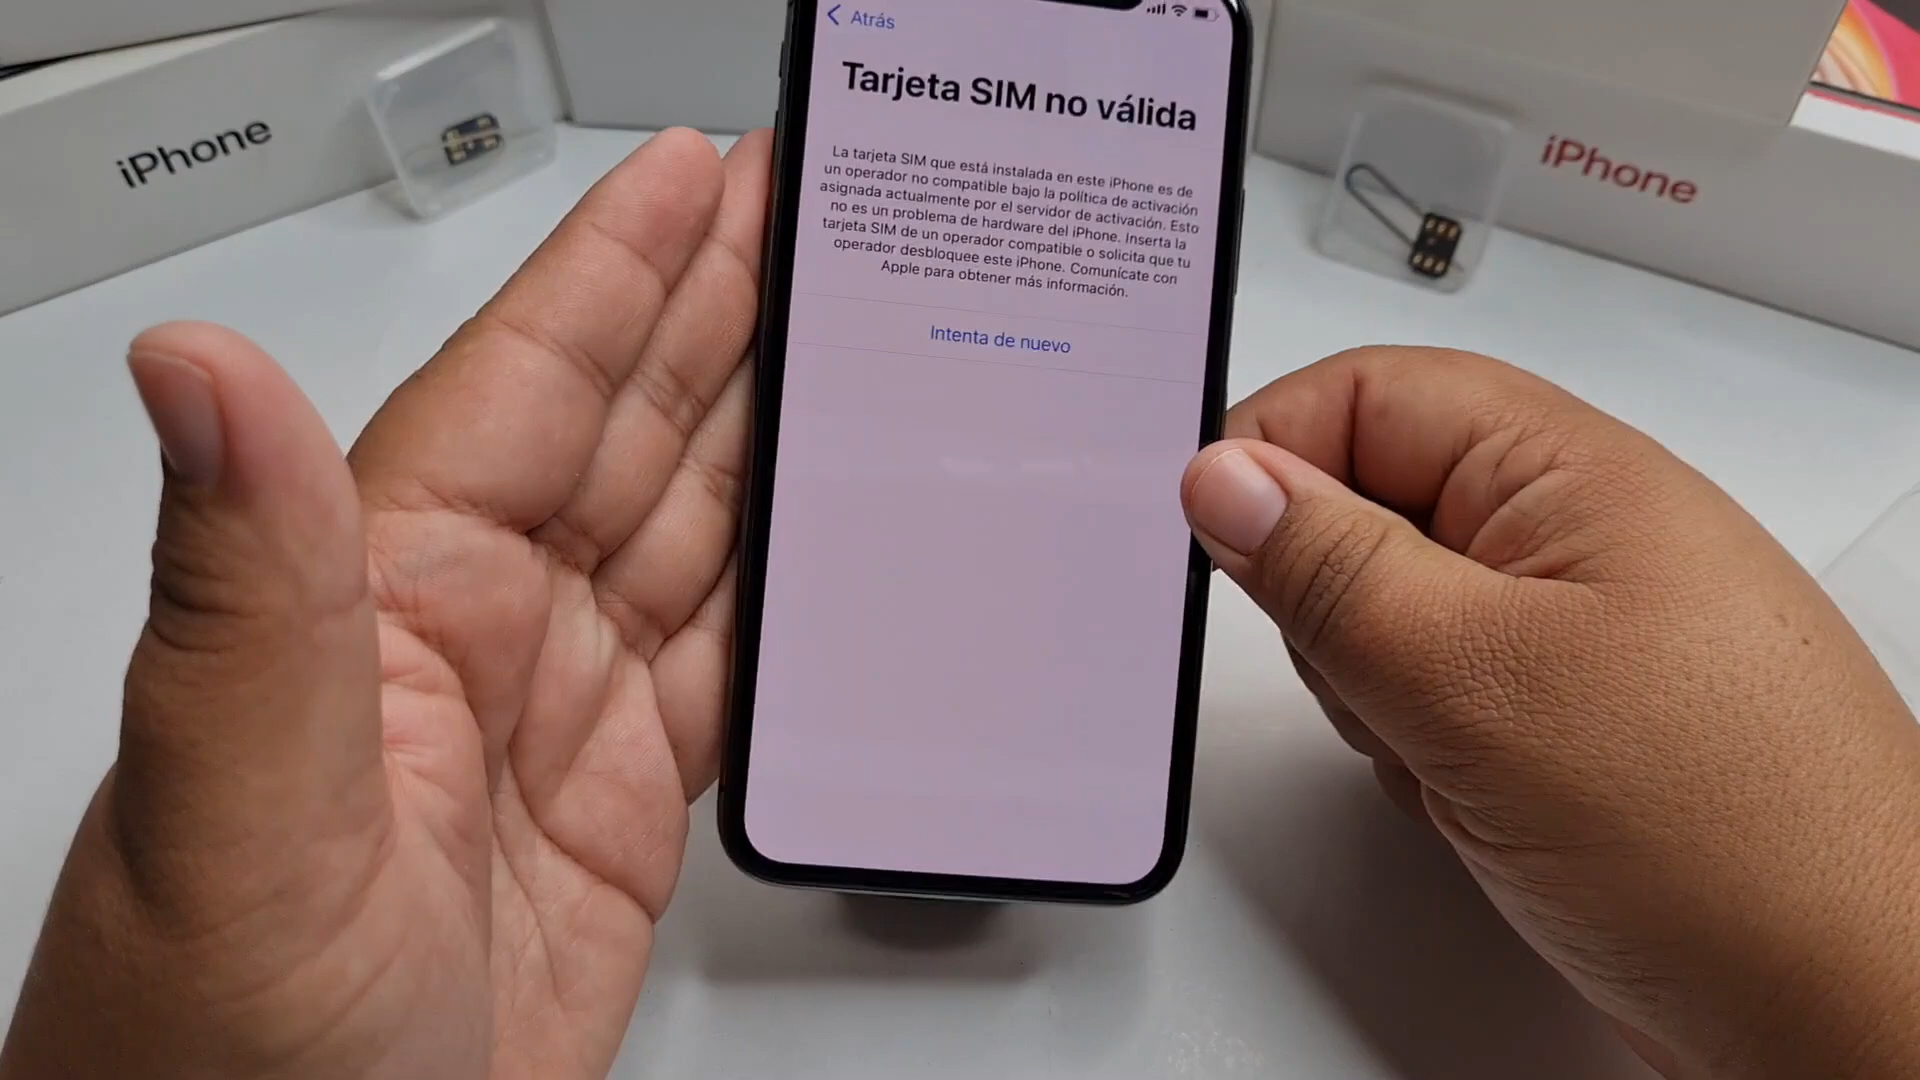 Atrás
Tarjeta SIM no válida
La tarjeta SIM que está instalada en este iPhone es de
un operador no compatible bajo la política de activación
asignada actualmente por el servidor de activación. Esto
no es un problema de hardware del iPhone. Inserta la
tarjeta SIM de un operador compatible o solicita que tu
operador desbloquee este iPhone. Comunícate con
Apple para obtener más información.
Intenta de nuevo
iPhone
iPhone